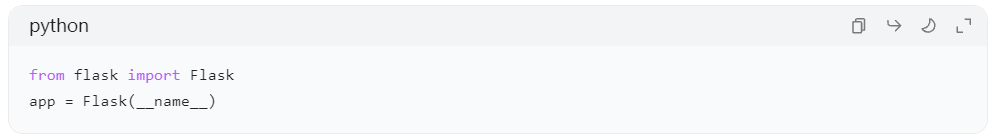 python
from flask import Flask
app = Flask(__name__)